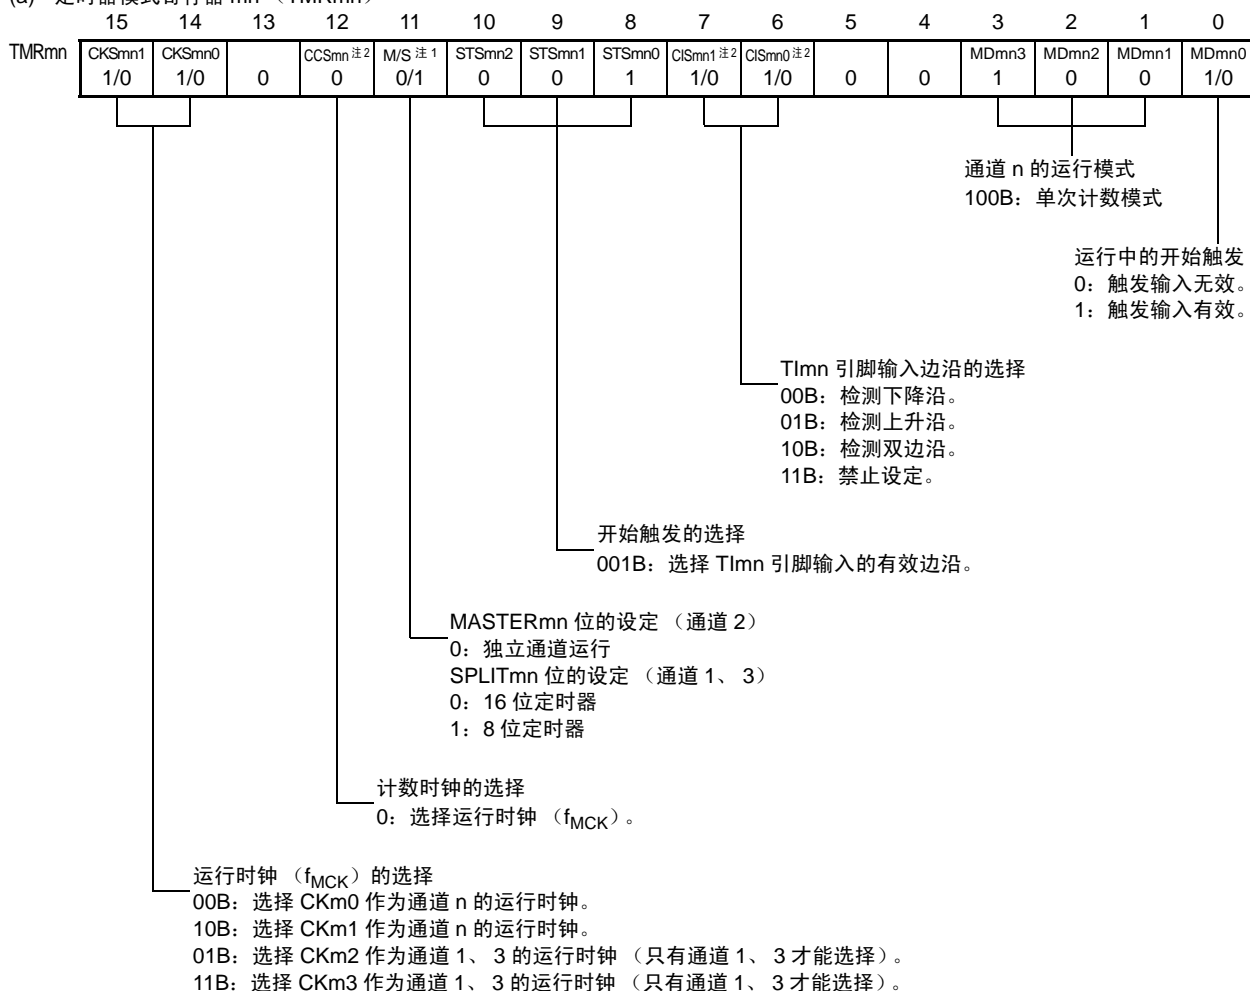 (a) 定时器模式寄存器 mn （TMRmn）
15 14 13 12 11 10 9 8 7 6 5 4 3 2 1 0
TMRmn CKSmn1 CKSmn0 CCSmn 注2 M/S 注1 STSmn2 STSmn1 STSmn0 CISmn1 注2 CISmn0 注2 MDmn3 MDmn2 MDmn1 MDmn0
1/0 1/0 0 0 0/1 0 0 1 1/0 1/0 0 0 1 0 0 1/0
通道 n 的运行模式
100B：单次计数模式
运行中的开始触发
0：触发输入无效。
1：触发输入有效。
TImn 引脚输入边沿的选择
00B：检测下降沿。
01B：检测上升沿。
10B：检测双边沿。
11B：禁止设定。
开始触发的选择
001B：选择 TImn 引脚输入的有效边沿。
MASTERmn 位的设定 （通道 2）
0：独立通道运行
SPLITmn 位的设定 （通道 1、 3）
0：16 位定时器
1：8 位定时器
计数时钟的选择
0：选择运行时钟 （fMCK）。
运行时钟 （fMCK）的选择
00B：选择 CKm0 作为通道 n 的运行时钟。
10B：选择 CKm1 作为通道 n 的运行时钟。
01B：选择 CKm2 作为通道 1、 3 的运行时钟 （只有通道 1、 3 才能选择）。
11B：选择 CKm3 作为通道 1、 3 的运行时钟 （只有通道 1、 3 才能选择）。